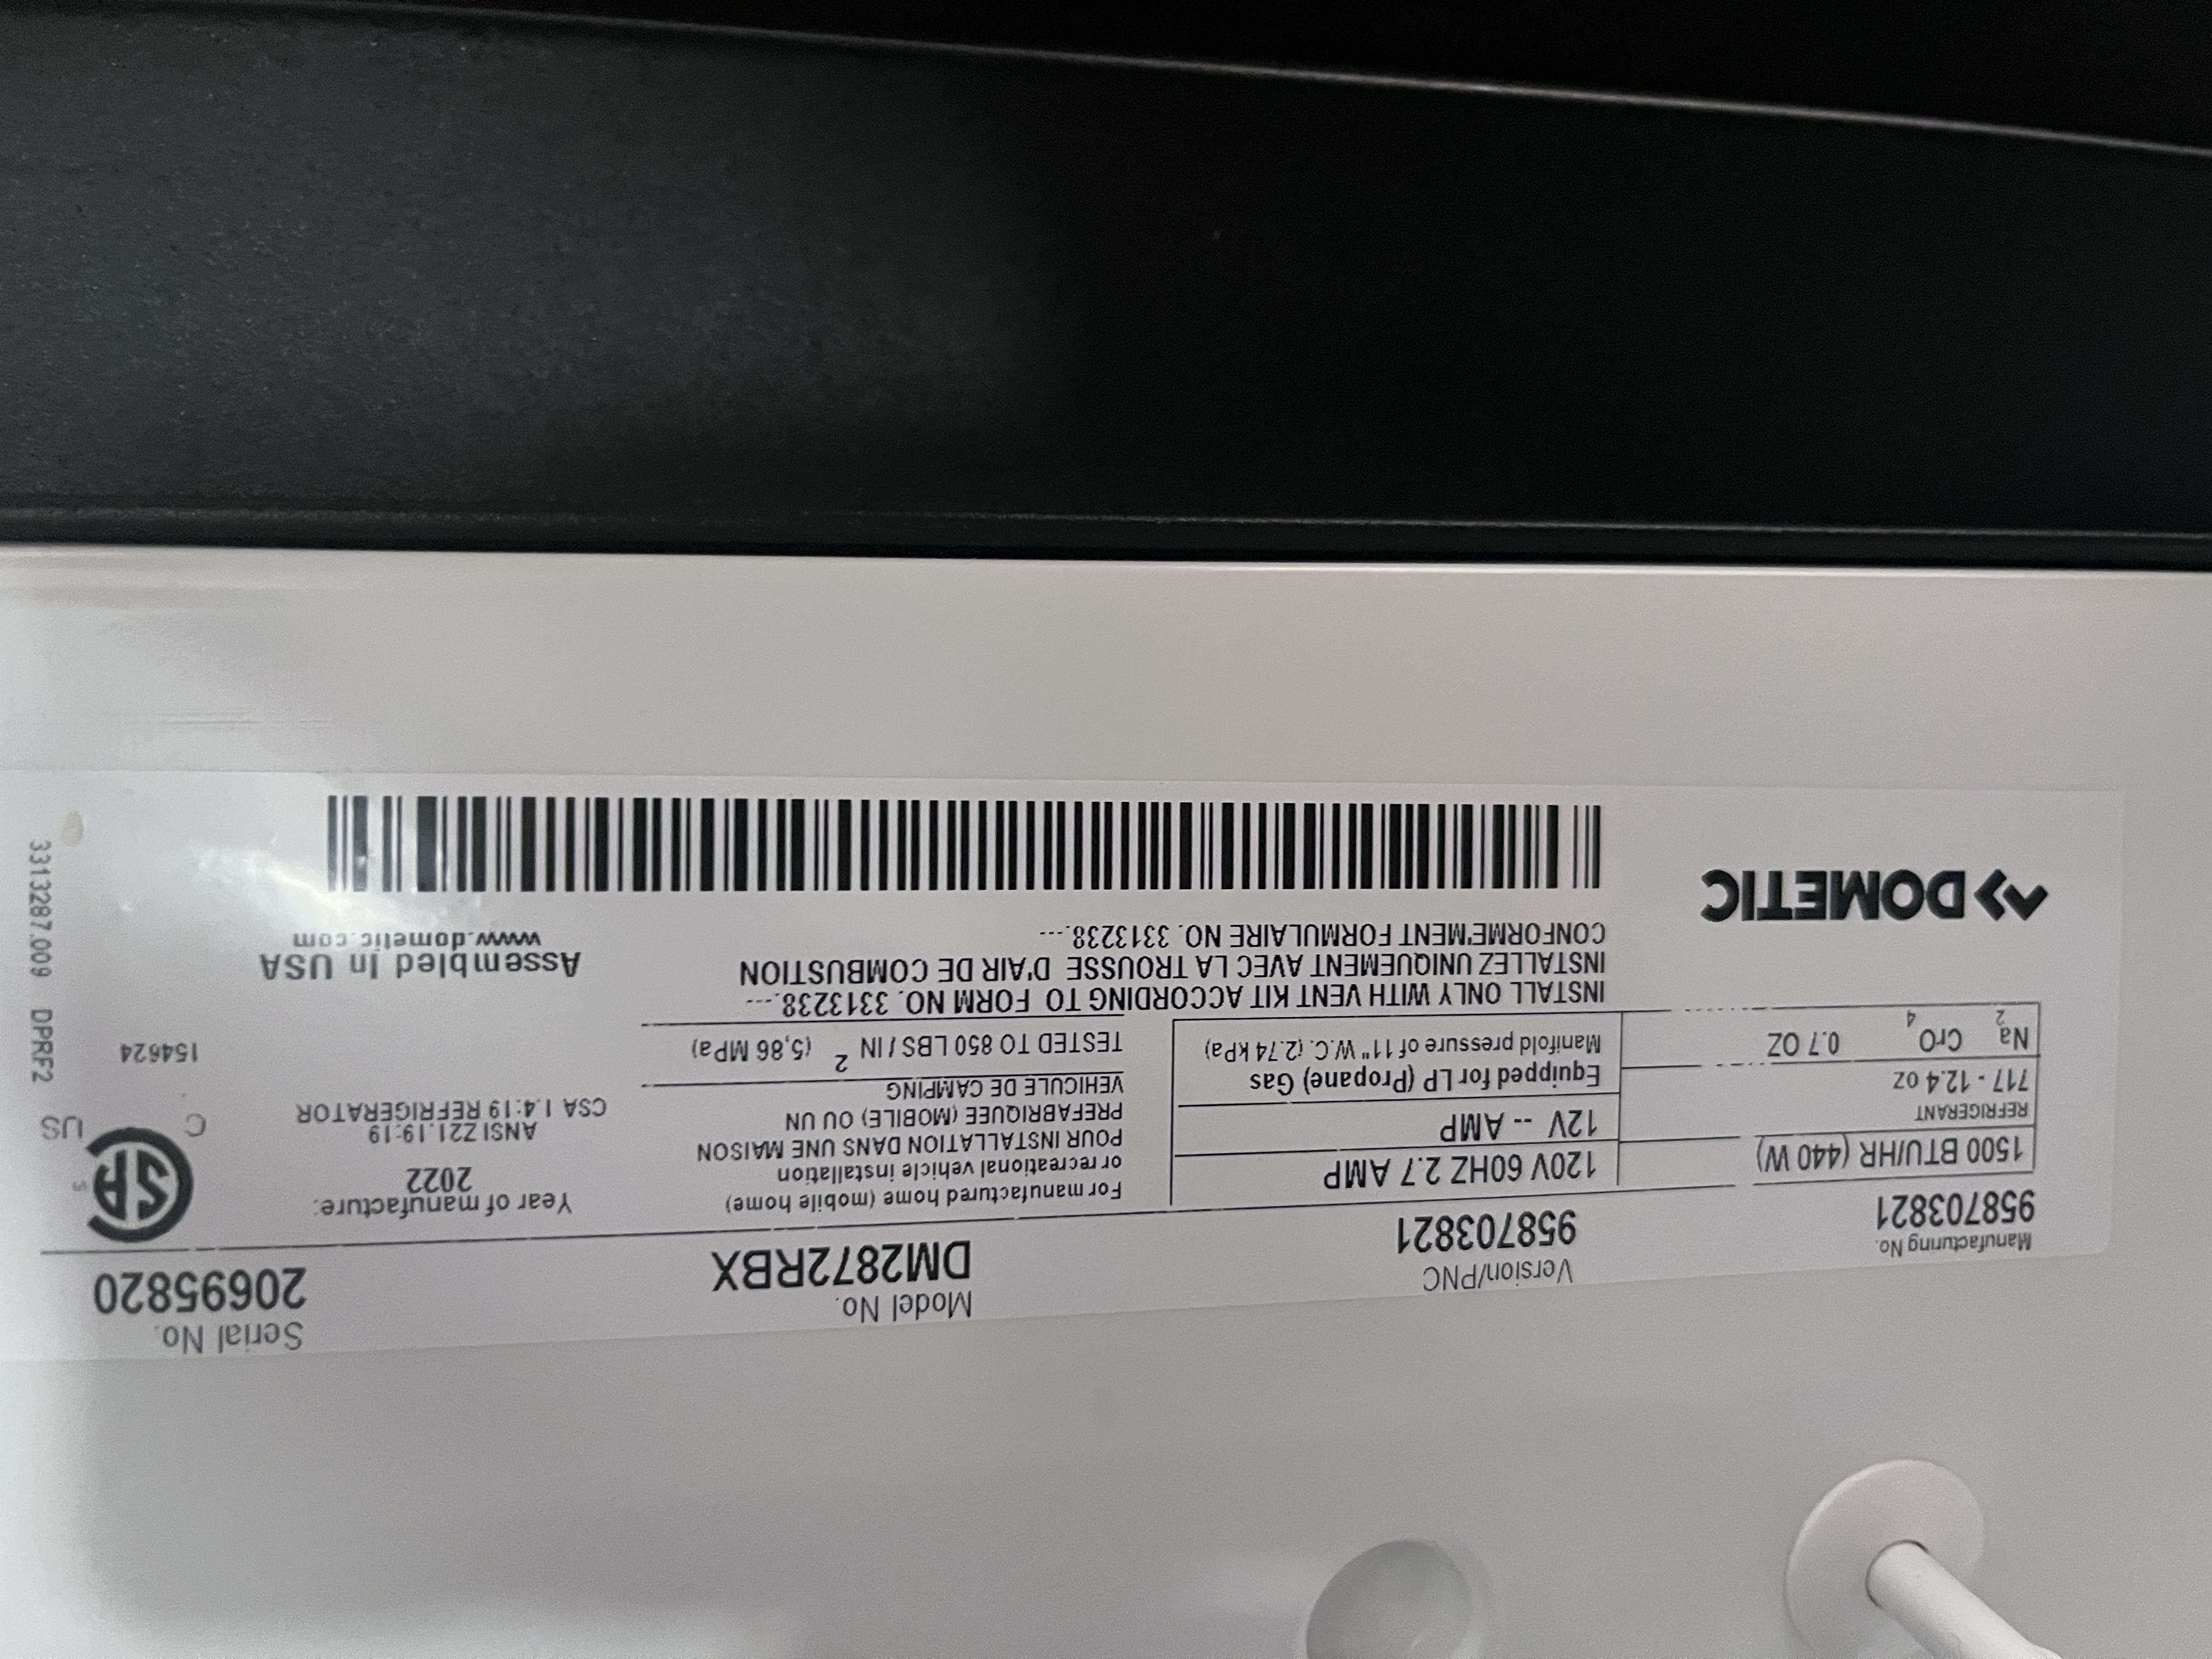 Manufacturing No.
958703821
Version/PNC
958703821
Model No.
DM2872RBX
Serial No.
20695820
1500 BTU/HR (440 W)
REFRIGERANT
717 - 12.4 oz
Na2 CrO4 0.7 OZ
120V 60HZ 2.7 AMP
12V -- AMP
Equipped for LP (Propane) Gas
Manifold pressure of 11" W.C. (2.74 kPa)
For manufactured home (mobile home)
or recreational vehicle installation
POUR INSTALLATION DANS UNE MAISON
PREFABRIQUEE (MOBILE) OU UN
VEHICULE DE CAMPING
TESTED TO 850 LBS / IN 2 (5,86 MPa)
Year of manufacture:
2022
ANSI Z21.19:19
CSA 1.4:19 REFRIGERATOR
C SA US
154624
INSTALL ONLY WITH VENT KIT ACCORDING TO FORM NO. 3313238.---
INSTALLEZ UNIQUEMENT AVEC LA TROUSSE D'AIR DE COMBUSTION
CONFORME'MENT FORMULAIRE NO. 3313238.---
Assembled in USA
www.dometic.com
DOMETIC
3313287.009 DPRF2